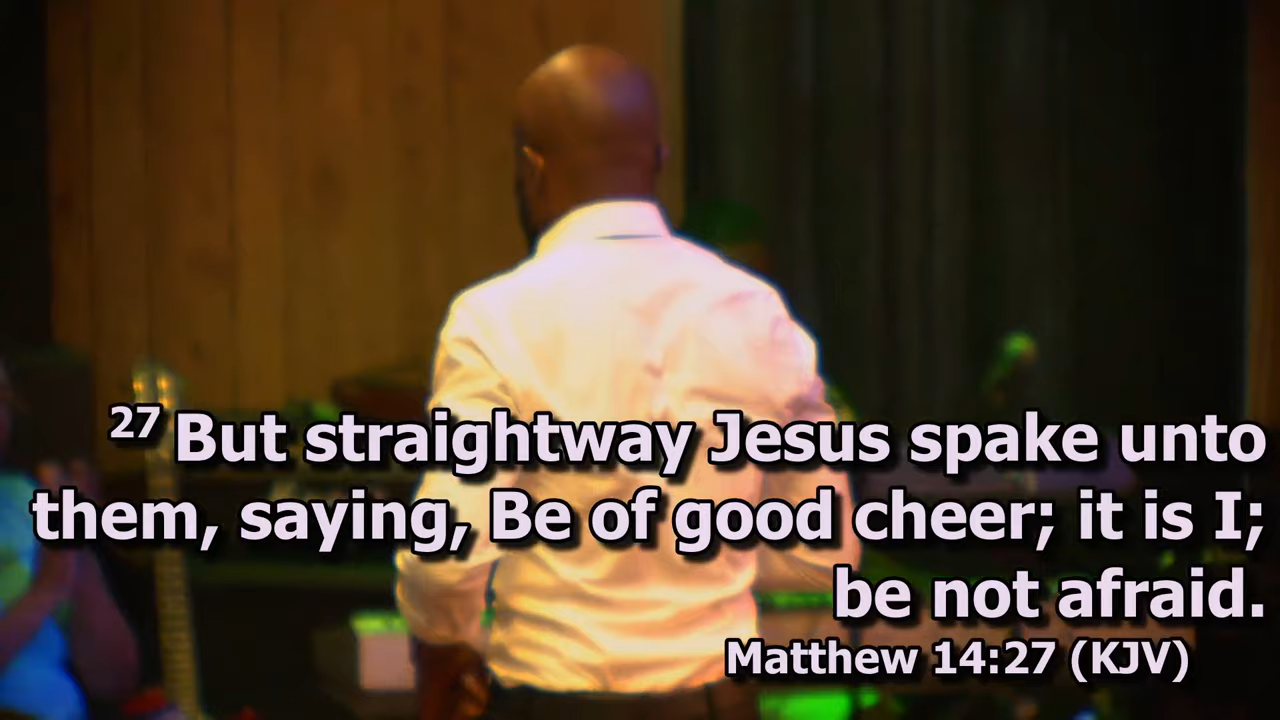 27 But straightway Jesus spake unto
them, saying, Be of good cheer; it is I;
be not afraid.
Matthew 14:27 (KJV)